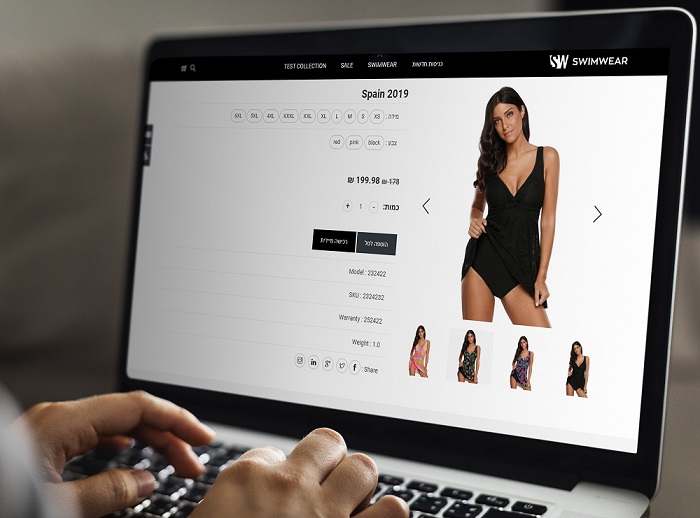 SW SWIMWEAR
כניסות חדשות SWIMWEAR SALE TEST COLLECTION
Spain 2019
מידה: XS S M L XL XXL XXXL 4XL 5XL 6XL
צבע: black pink red
₪ 199.98 ₪ 178
כמות: - 1 +
הוספה לסל
רכישה מיידית
Model : 232422
SKU : 2324232
Warranty : 252422
Weight : 1.0
Share :